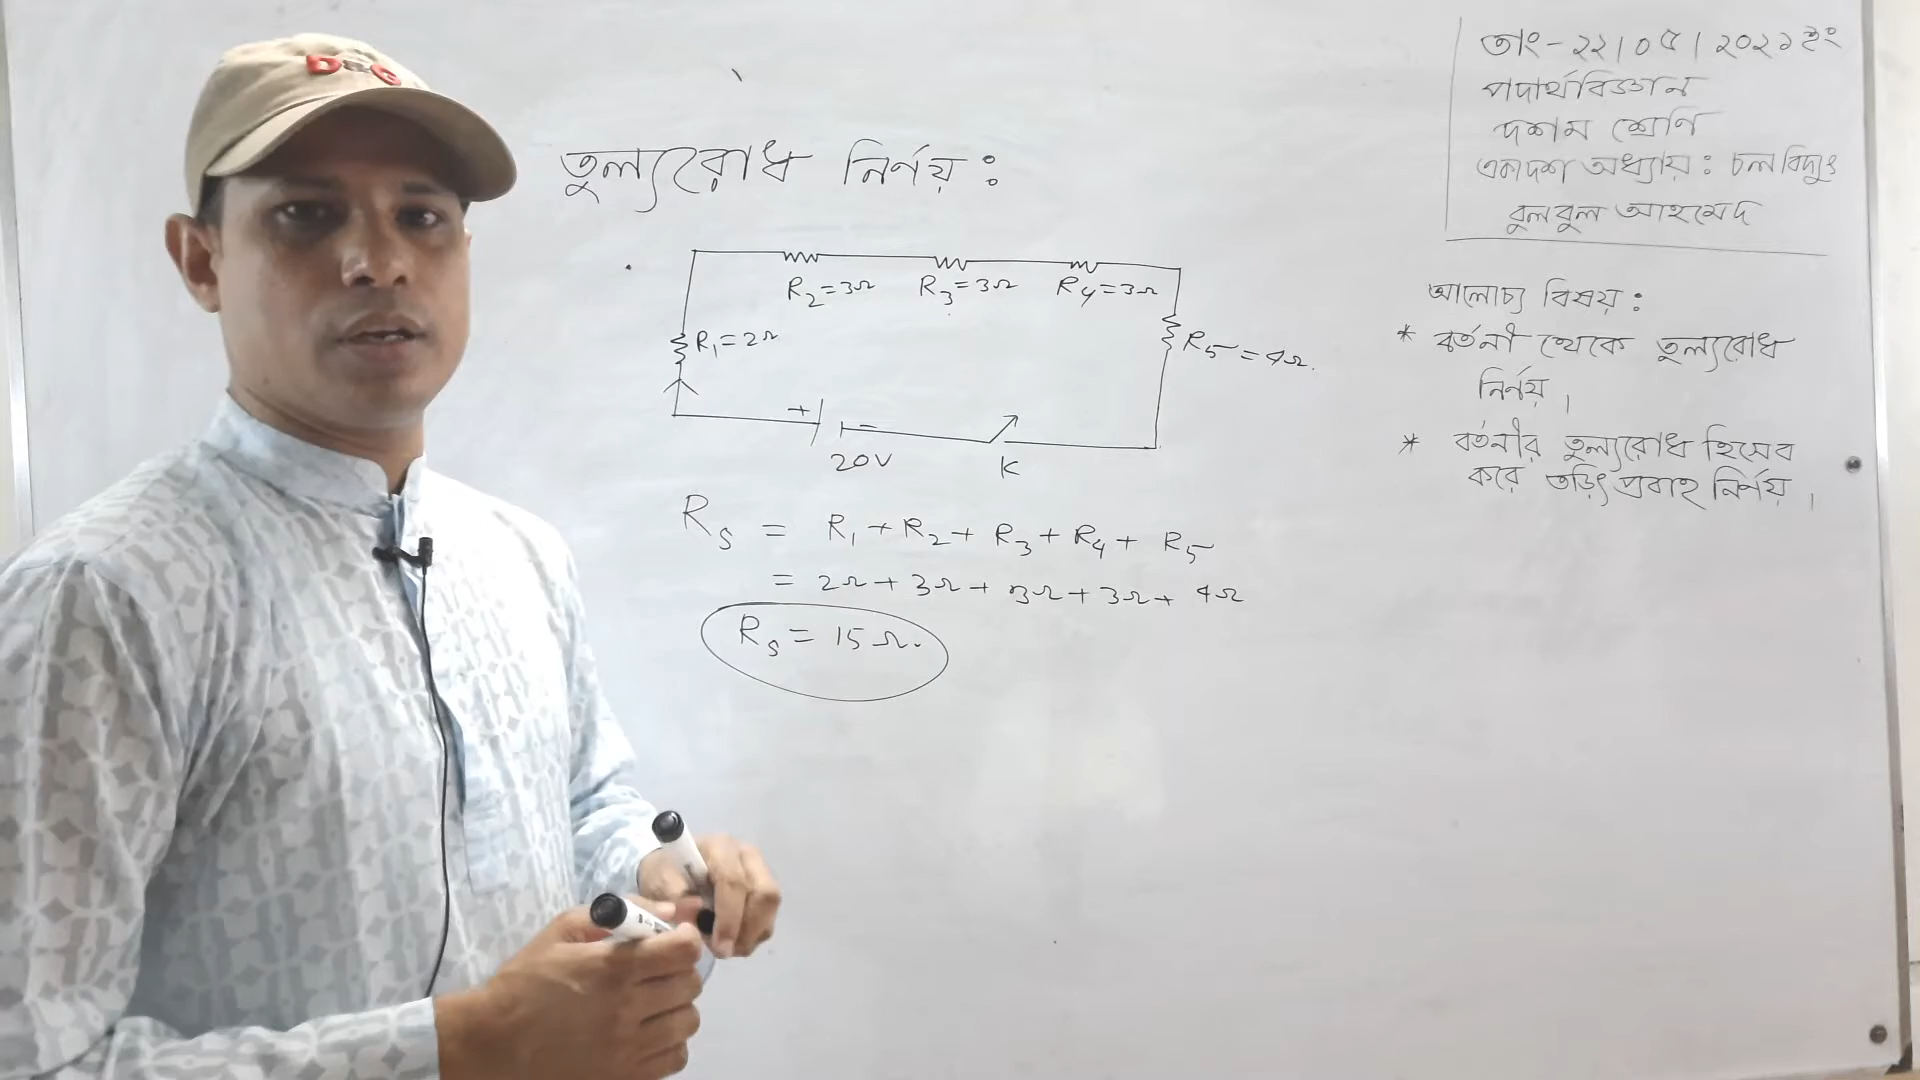 তাং-২২/০৫/২০২১ ইং
পদার্থবিজ্ঞান
দশম শ্রেণি
একাদশ অধ্যায়: চলবিদ্যুৎ
বুলবুল আহমেদ
তুল্যরোধ নির্ণয়:
R₂=3Ω R₃=3Ω R₄=3Ω
R₁=2Ω
R₅=4Ω.
+ −
20V K
Rₛ = R₁+R₂+R₃+R₄+R₅
= 2Ω+3Ω+3Ω+3Ω+4Ω
Rₛ=15Ω.
আলোচ্য বিষয়:
* বর্তনী থেকে তুল্যরোধ
নির্ণয়।
* বর্তনীর তুল্যরোধ হিসেব
করে তড়িৎ প্রবাহ নির্ণয়।